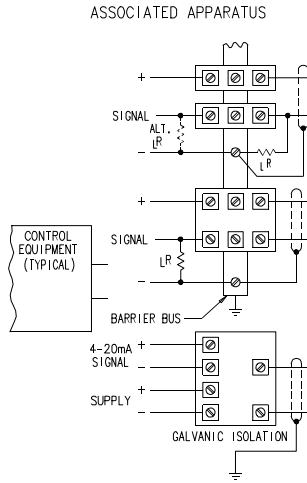 ASSOCIATED APPARATUS
+
SIGNAL
ALT.
LR
-
LR
+
CONTROL
EQUIPMENT
(TYPICAL)
SIGNAL
LR
-
BARRIER BUS
4-20mA
SIGNAL
+
-
SUPPLY
+
-
GALVANIC ISOLATION